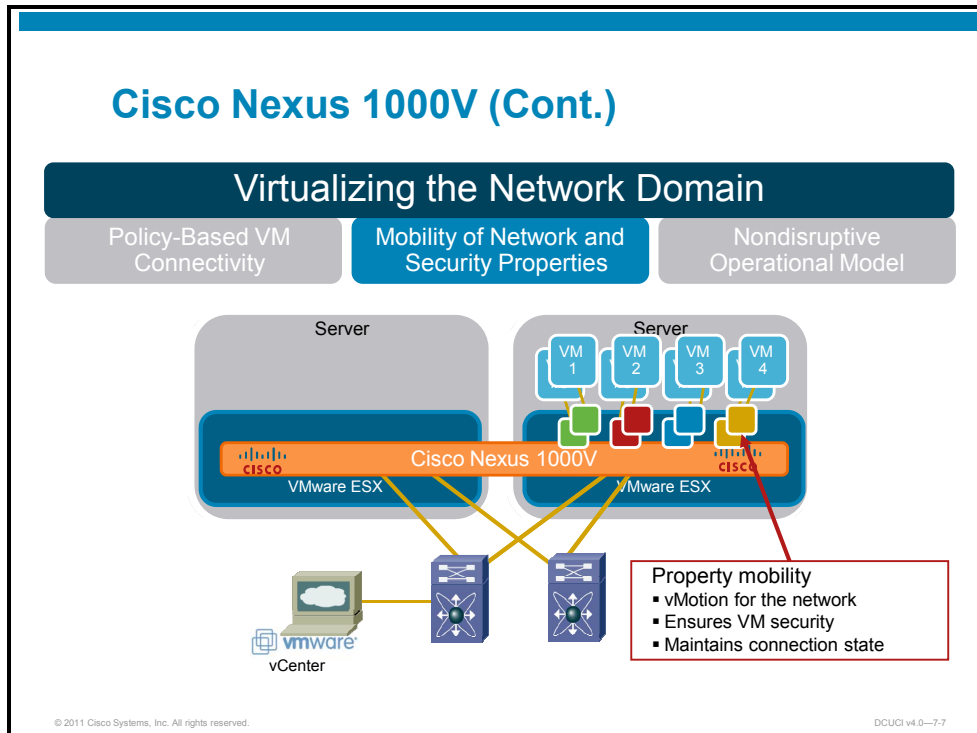 Cisco Nexus 1000V (Cont.)
Virtualizing the Network Domain
Policy-Based VM
Connectivity
Mobility of Network and
Security Properties
Nondisruptive
Operational Model
Server
Server
VM
1
VM
2
VM
3
VM
4
CISCO
Cisco Nexus 1000V
CISCO
VMware ESX
VMware ESX
vmware®
vCenter
Property mobility
▪ vMotion for the network
▪ Ensures VM security
▪ Maintains connection state
© 2011 Cisco Systems, Inc. All rights reserved.
DCUCI v4.0—7-7